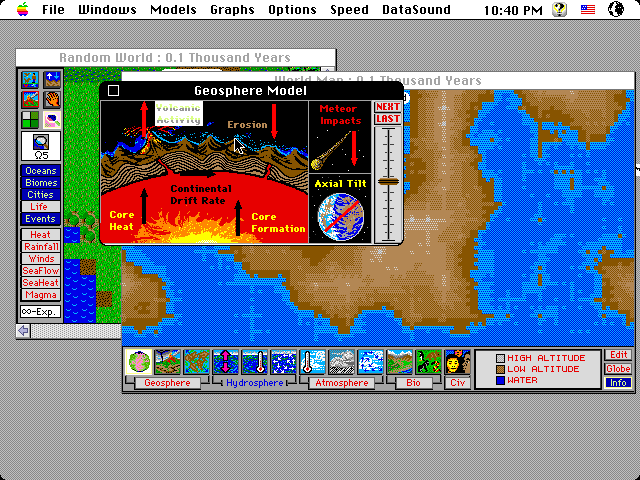 File Windows Models Graphs Options Speed DataSound 10:40 PM
Random World : 0.1 Thousand Years
World Map : 0.1 Thousand Years
Geosphere Model
Volcanic
Activity
Erosion
Meteor
Impacts
NEXT
LAST
Continental
Drift Rate
Axial Tilt
Core
Heat
Core
Formation
Ω5
Oceans
Biomes
Cities
Life
Events
Heat
Rainfall
Winds
SeaFlow
SeaHeat
Magma
∞-Exp.
HIGH ALTITUDE
LOW ALTITUDE
WATER
Edit
Globe
Info
Geosphere Hydrosphere Atmosphere Bio Civ